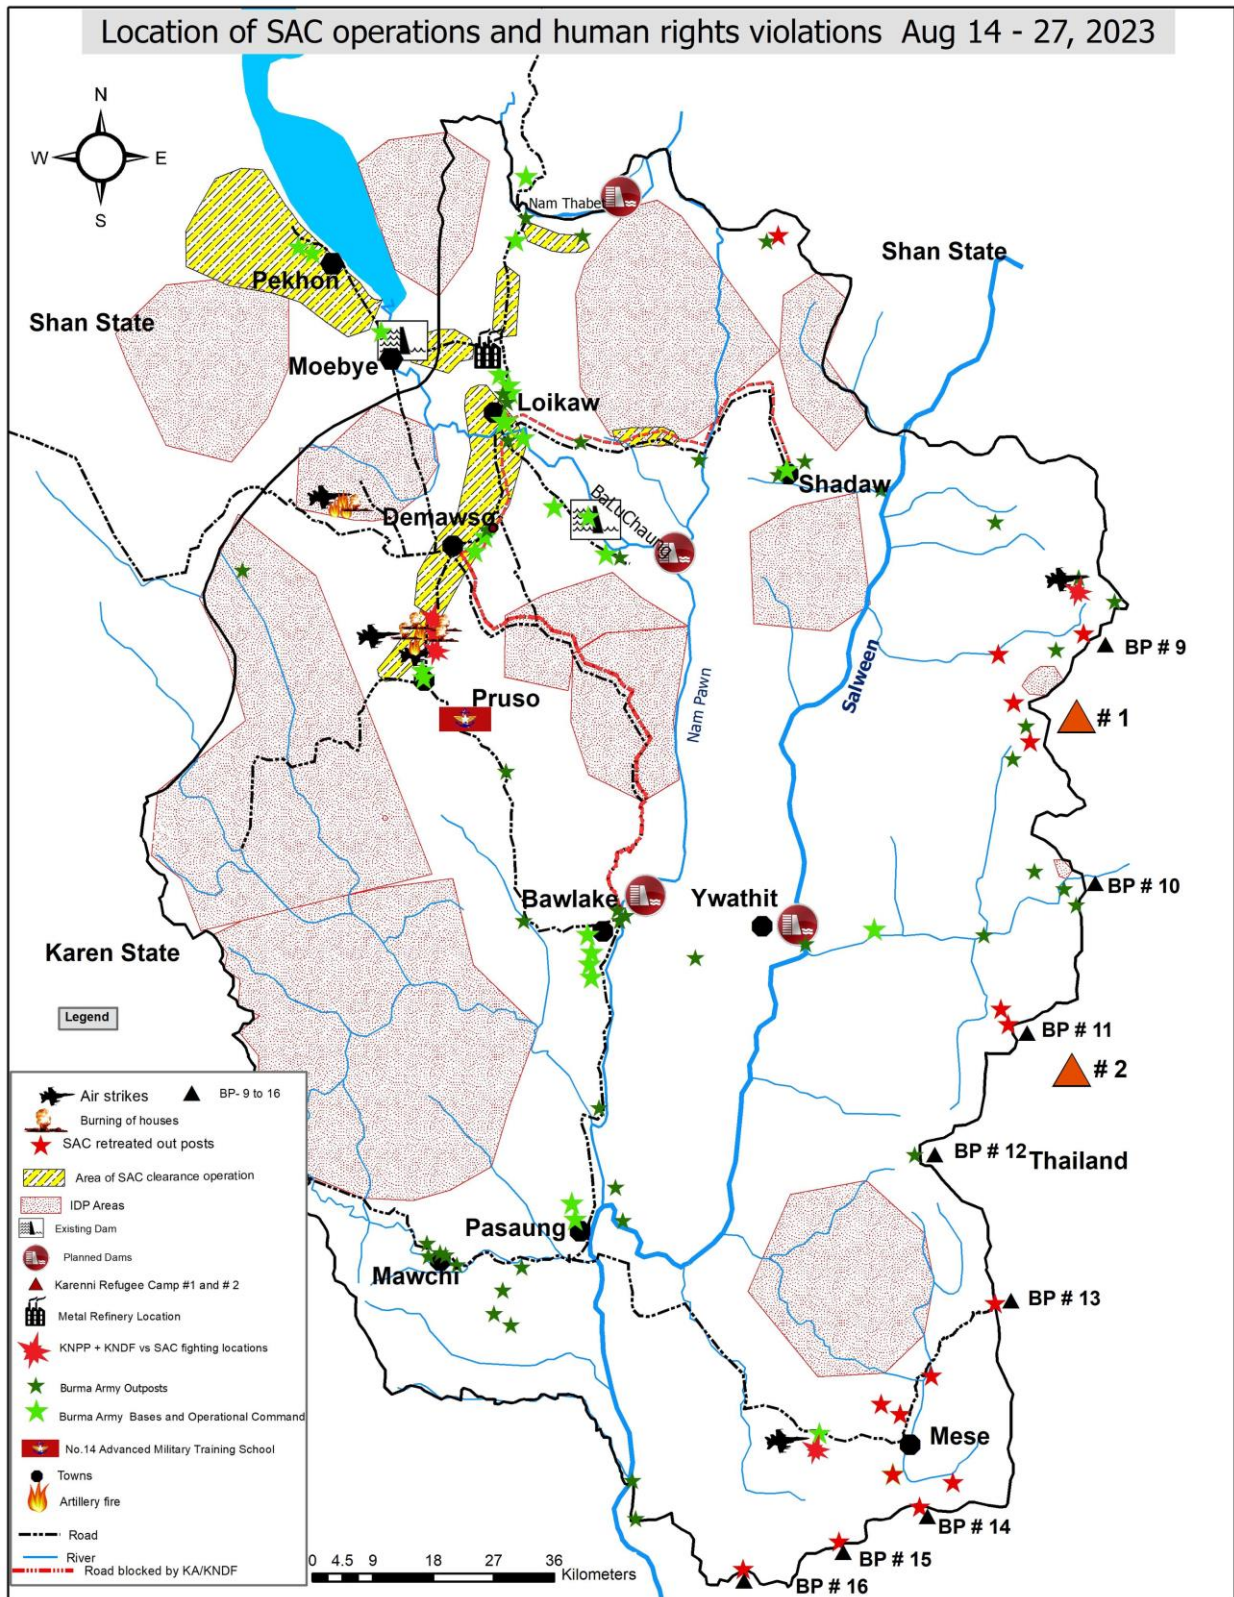 Location of SAC operations and human rights violations Aug 14 - 27, 2023
N
W
E
S
Nam Thabe
Shan State
Pekhon
Shan State
Moebye
Loikaw
Shadaw
BaLuChaung
Demawso
BP # 9
Salween
Pruso
# 1
Nam Pawn
Bawlake
Ywathit
BP # 10
Karen State
Legend
BP # 11
# 2
Air strikes
BP- 9 to 16
Burning of houses
SAC retreated out posts
Area of SAC clearance operation
IDP Areas
Existing Dam
Planned Dams
Karenni Refugee Camp #1 and # 2
Metal Refinery Location
KNPP + KNDF vs SAC fighting locations
Burma Army Outposts
Burma Army Bases and Operational Command
No.14 Advanced Military Training School
Towns
Artillery fire
Road
River
Road blocked by KA/KNDF
BP # 12
Thailand
Pasaung
Mawchi
BP # 13
Mese
BP # 14
BP # 15
BP # 16
0 4.5 9 18 27 36
Kilometers